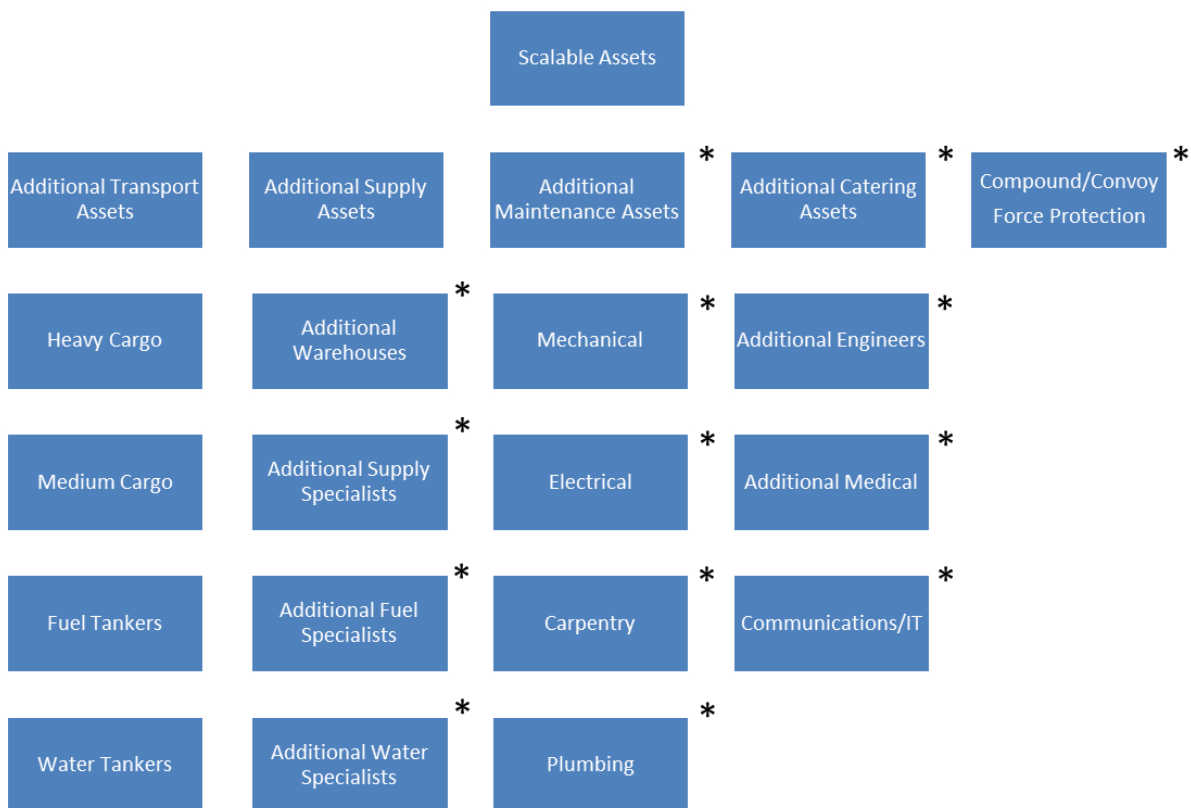 Scalable Assets
*
*
*
Additional Transport
Assets
Additional Supply
Assets
Additional
Maintenance Assets
Additional Catering
Assets
Compound/Convoy
Force Protection
*
*
*
Heavy Cargo
Additional
Warehouses
Mechanical
Additional Engineers
*
*
*
Medium Cargo
Additional Supply
Specialists
Electrical
Additional Medical
*
*
*
Fuel Tankers
Additional Fuel
Specialists
Carpentry
Communications/IT
*
*
Water Tankers
Additional Water
Specialists
Plumbing